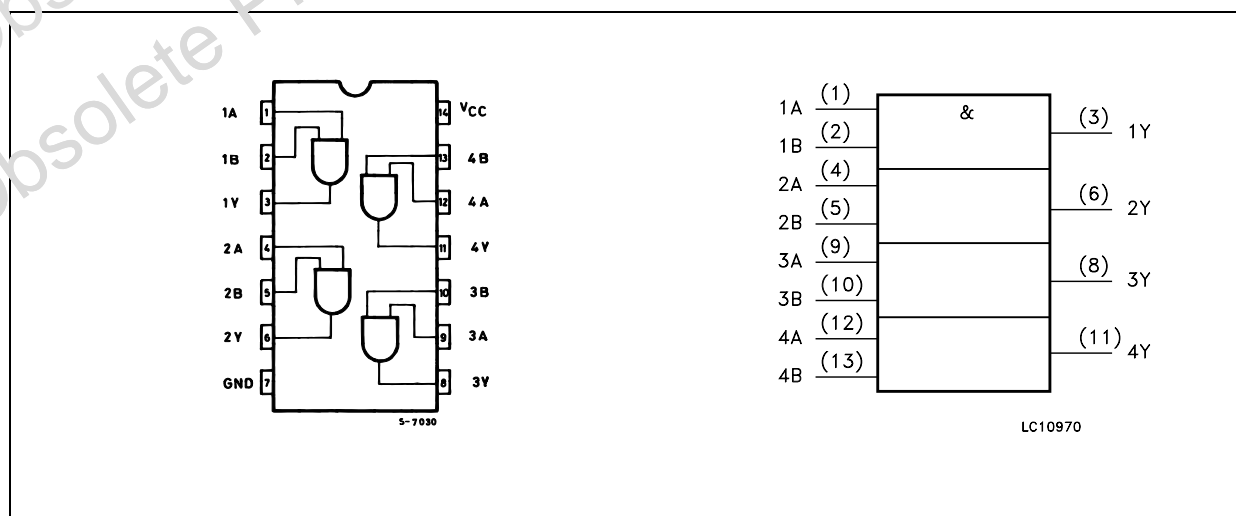 obsolete P
obsolete
1A 1 14 VCC
1B 2 13 4B
1Y 3 12 4A
2A 4 11 4Y
2B 5 10 3B
2Y 6 9 3A
GND 7 8 3Y
S-7030
&
1A (1)
1B (2)
2A (4)
2B (5)
3A (9)
3B (10)
4A (12)
4B (13)
(3) 1Y
(6) 2Y
(8) 3Y
(11) 4Y
LC10970